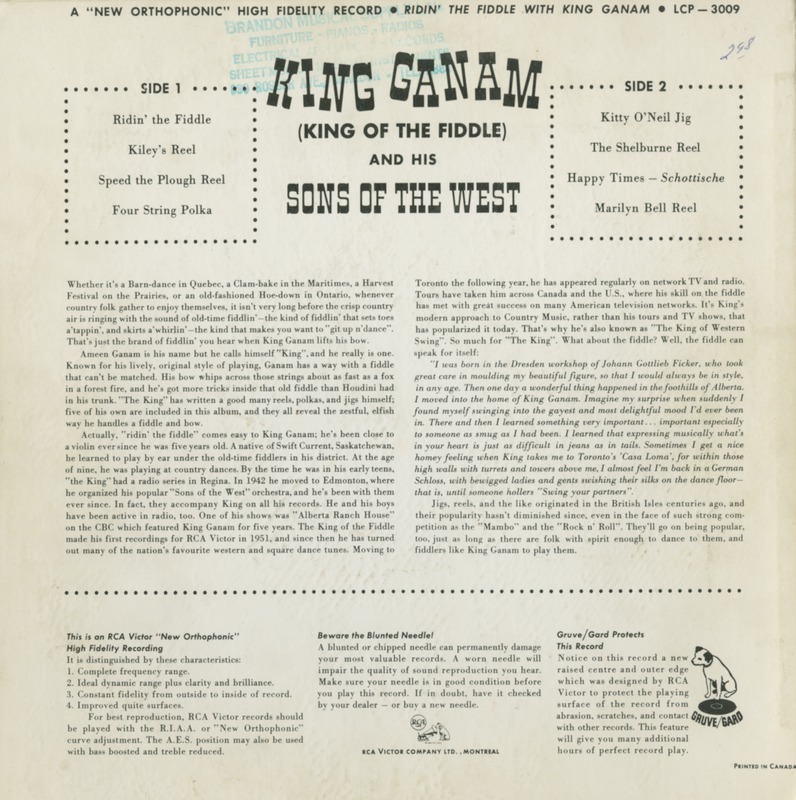 A "NEW ORTHOPHONIC" HIGH FIDELITY RECORD • RIDIN' THE FIDDLE WITH KING GANAM • LCP — 3009
BRANDON MUSICAL
FURNITURE - PIANOS - RADIOS
298
KING GANAM
(KING OF THE FIDDLE)
AND HIS
SONS OF THE WEST
SIDE 1
Ridin' the Fiddle
Kiley's Reel
Speed the Plough Reel
Four String Polka
SIDE 2
Kitty O'Neil Jig
The Shelburne Reel
Happy Times — Schottische
Marilyn Bell Reel
Whether it's a Barn-dance in Quebec, a Clam-bake in the Maritimes, a Harvest
Festival on the Prairies, or an old-fashioned Hoe-down in Ontario, whenever
country folk gather to enjoy themselves, it isn't very long before the crisp country
air is ringing with the sound of old-time fiddlin'—the kind of fiddlin' that sets toes
a'tappin', and skirts a'whirlin'—the kind that makes you want to "git up n'dance".
That's just the brand of fiddlin' you hear when King Ganam lifts his bow.
Ameen Ganam is his name but he calls himself "King", and he really is one.
Known for his lively, original style of playing, Ganam has a way with a fiddle
that can't be matched. His bow whips across those strings about as fast as a fox
in a forest fire, and he's got more tricks inside that old fiddle than Houdini had
in his trunk. "The King" has written a good many reels, polkas, and jigs himself;
five of his own are included in this album, and they all reveal the zestful, elfish
way he handles a fiddle and bow.
Actually, "ridin' the fiddle" comes easy to King Ganam; he's been close to
a violin ever since he was five years old. A native of Swift Current, Saskatchewan,
he learned to play by ear under the old-time fiddlers in his district. At the age
of nine, he was playing at country dances. By the time he was in his early teens,
"the King" had a radio series in Regina. In 1942 he moved to Edmonton, where
he organized his popular "Sons of the West" orchestra, and he's been with them
ever since. In fact, they accompany King on all his records. He and his boys
have been active in radio, too. One of his shows was "Alberta Ranch House"
on the CBC which featured King Ganam for five years. The King of the Fiddle
made his first recordings for RCA Victor in 1951, and since then he has turned
out many of the nation's favourite western and square dance tunes. Moving to
Toronto the following year, he has appeared regularly on network TV and radio.
Tours have taken him across Canada and the U.S., where his skill on the fiddle
has met with great success on many American television networks. It's King's
modern approach to Country Music, rather than his tours and TV shows, that
has popularized it today. That's why he's also known as "The King of Western
Swing". So much for "The King". What about the fiddle? Well, the fiddle can
speak for itself:
"I was born in the Dresden workshop of Johann Gottlieb Ficker, who took
great care in moulding my beautiful figure, so that I would always be in style,
in any age. Then one day a wonderful thing happened in the foothills of Alberta.
I moved into the home of King Ganam. Imagine my surprise when suddenly I
found myself swinging into the gayest and most delightful mood I'd ever been
in. There and then I learned something very important... important especially
to someone as smug as I had been. I learned that expressing musically what's
in your heart is just as difficult in jeans as in tails. Sometimes I get a nice
homey feeling when King takes me to Toronto's 'Casa Loma', for within those
high walls with turrets and towers above me, I almost feel I'm back in a German
Schloss, with bewigged ladies and gents swishing their silks on the dance floor—
that is, until someone hollers "Swing your partners".
Jigs, reels, and the like originated in the British Isles centuries ago, and
their popularity hasn't diminished since, even in the face of such strong com-
petition as the "Mambo" and the "Rock n' Roll". They'll go on being popular,
too, just as long as there are folk with spirit enough to dance to them, and
fiddlers like King Ganam to play them.
This is an RCA Victor "New Orthophonic"
High Fidelity Recording
It is distinguished by these characteristics:
1. Complete frequency range.
2. Ideal dynamic range plus clarity and brilliance.
3. Constant fidelity from outside to inside of record.
4. Improved quite surfaces.
For best reproduction, RCA Victor records should
be played with the R.I.A.A. or "New Orthophonic"
curve adjustment. The A.E.S. position may also be used
with bass boosted and treble reduced.
Beware the Blunted Needle!
A blunted or chipped needle can permanently damage
your most valuable records. A worn needle will
impair the quality of sound reproduction you hear.
Make sure your needle is in good condition before
you play this record. If in doubt, have it checked
by your dealer — or buy a new needle.
RCA
RCA VICTOR COMPANY LTD., MONTREAL
Gruve/Gard Protects
This Record
Notice on this record a new
raised centre and outer edge
which was designed by RCA
Victor to protect the playing
surface of the record from
abrasion, scratches, and contact
with other records. This feature
will give you many additional
hours of perfect record play.
GRUVE/GARD
PRINTED IN CANADA